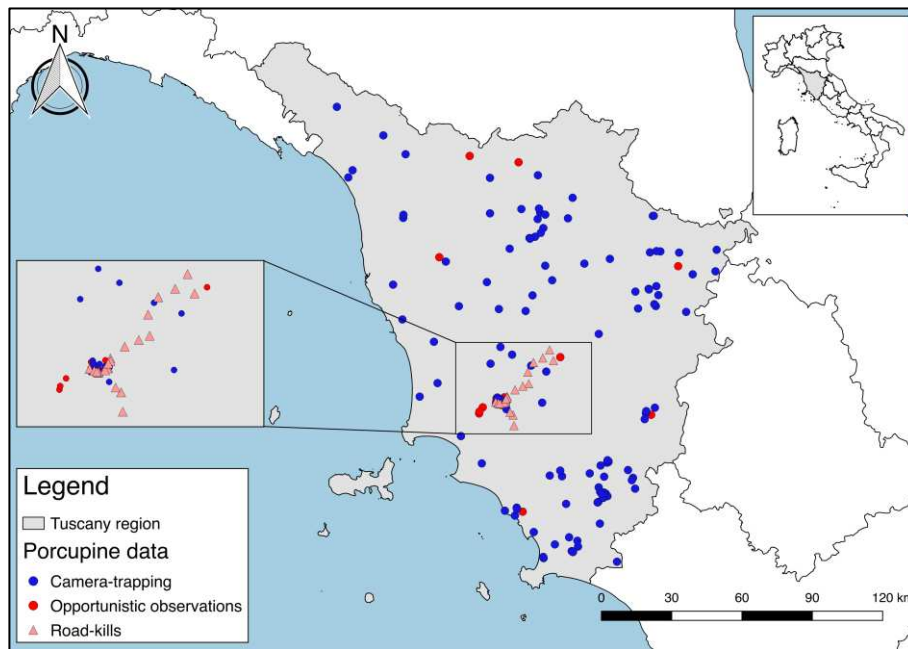 N
Legend
Tuscany region
Porcupine data
Camera-trapping
Opportunistic observations
Road-kills
0 30 60 90 120 km